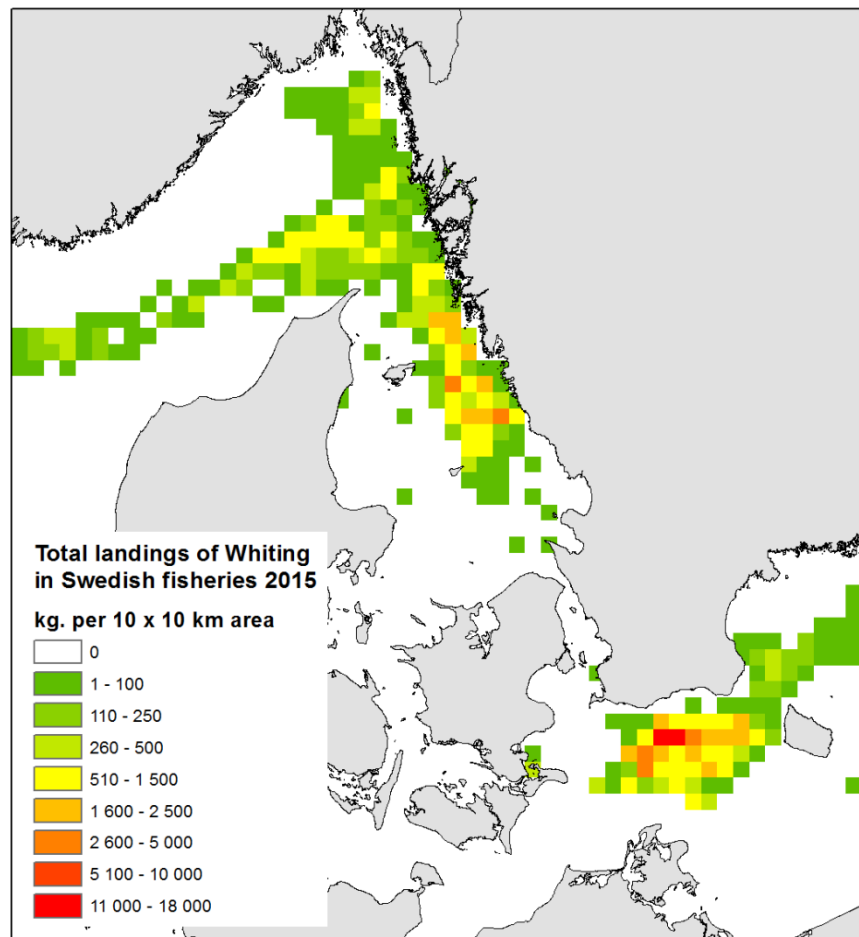 Total landings of Whiting
in Swedish fisheries 2015
kg. per 10 x 10 km area
0
1 - 100
110 - 250
260 - 500
510 - 1 500
1 600 - 2 500
2 600 - 5 000
5 100 - 10 000
11 000 - 18 000